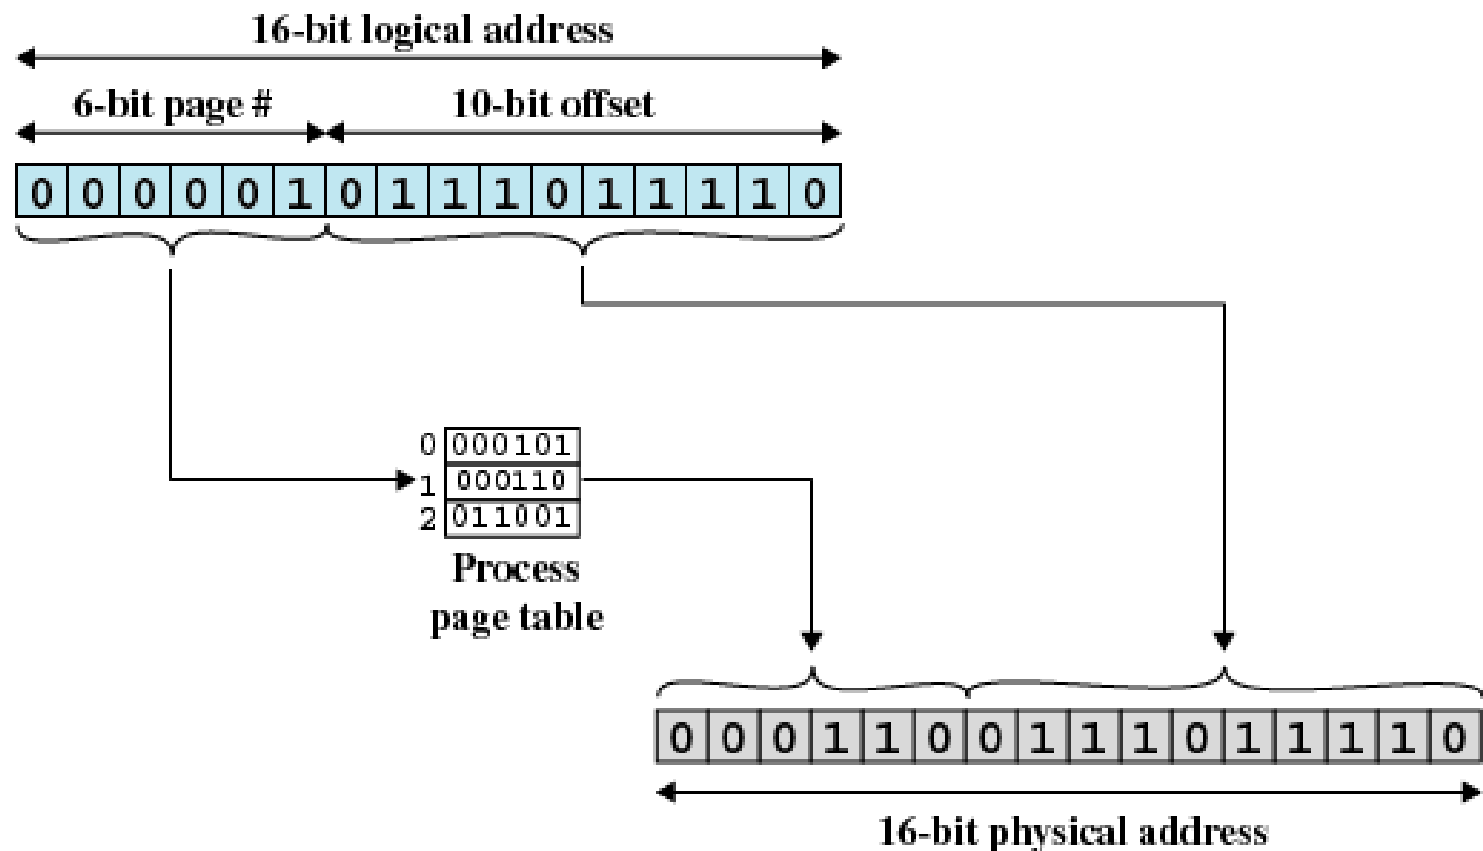 16-bit logical address
6-bit page # 10-bit offset
0 0 0 0 0 1 0 1 1 1 0 1 1 1 1 0
0 000101
1 000110
2 011001
Process
page table
0 0 0 1 1 0 0 1 1 1 0 1 1 1 1 0
16-bit physical address